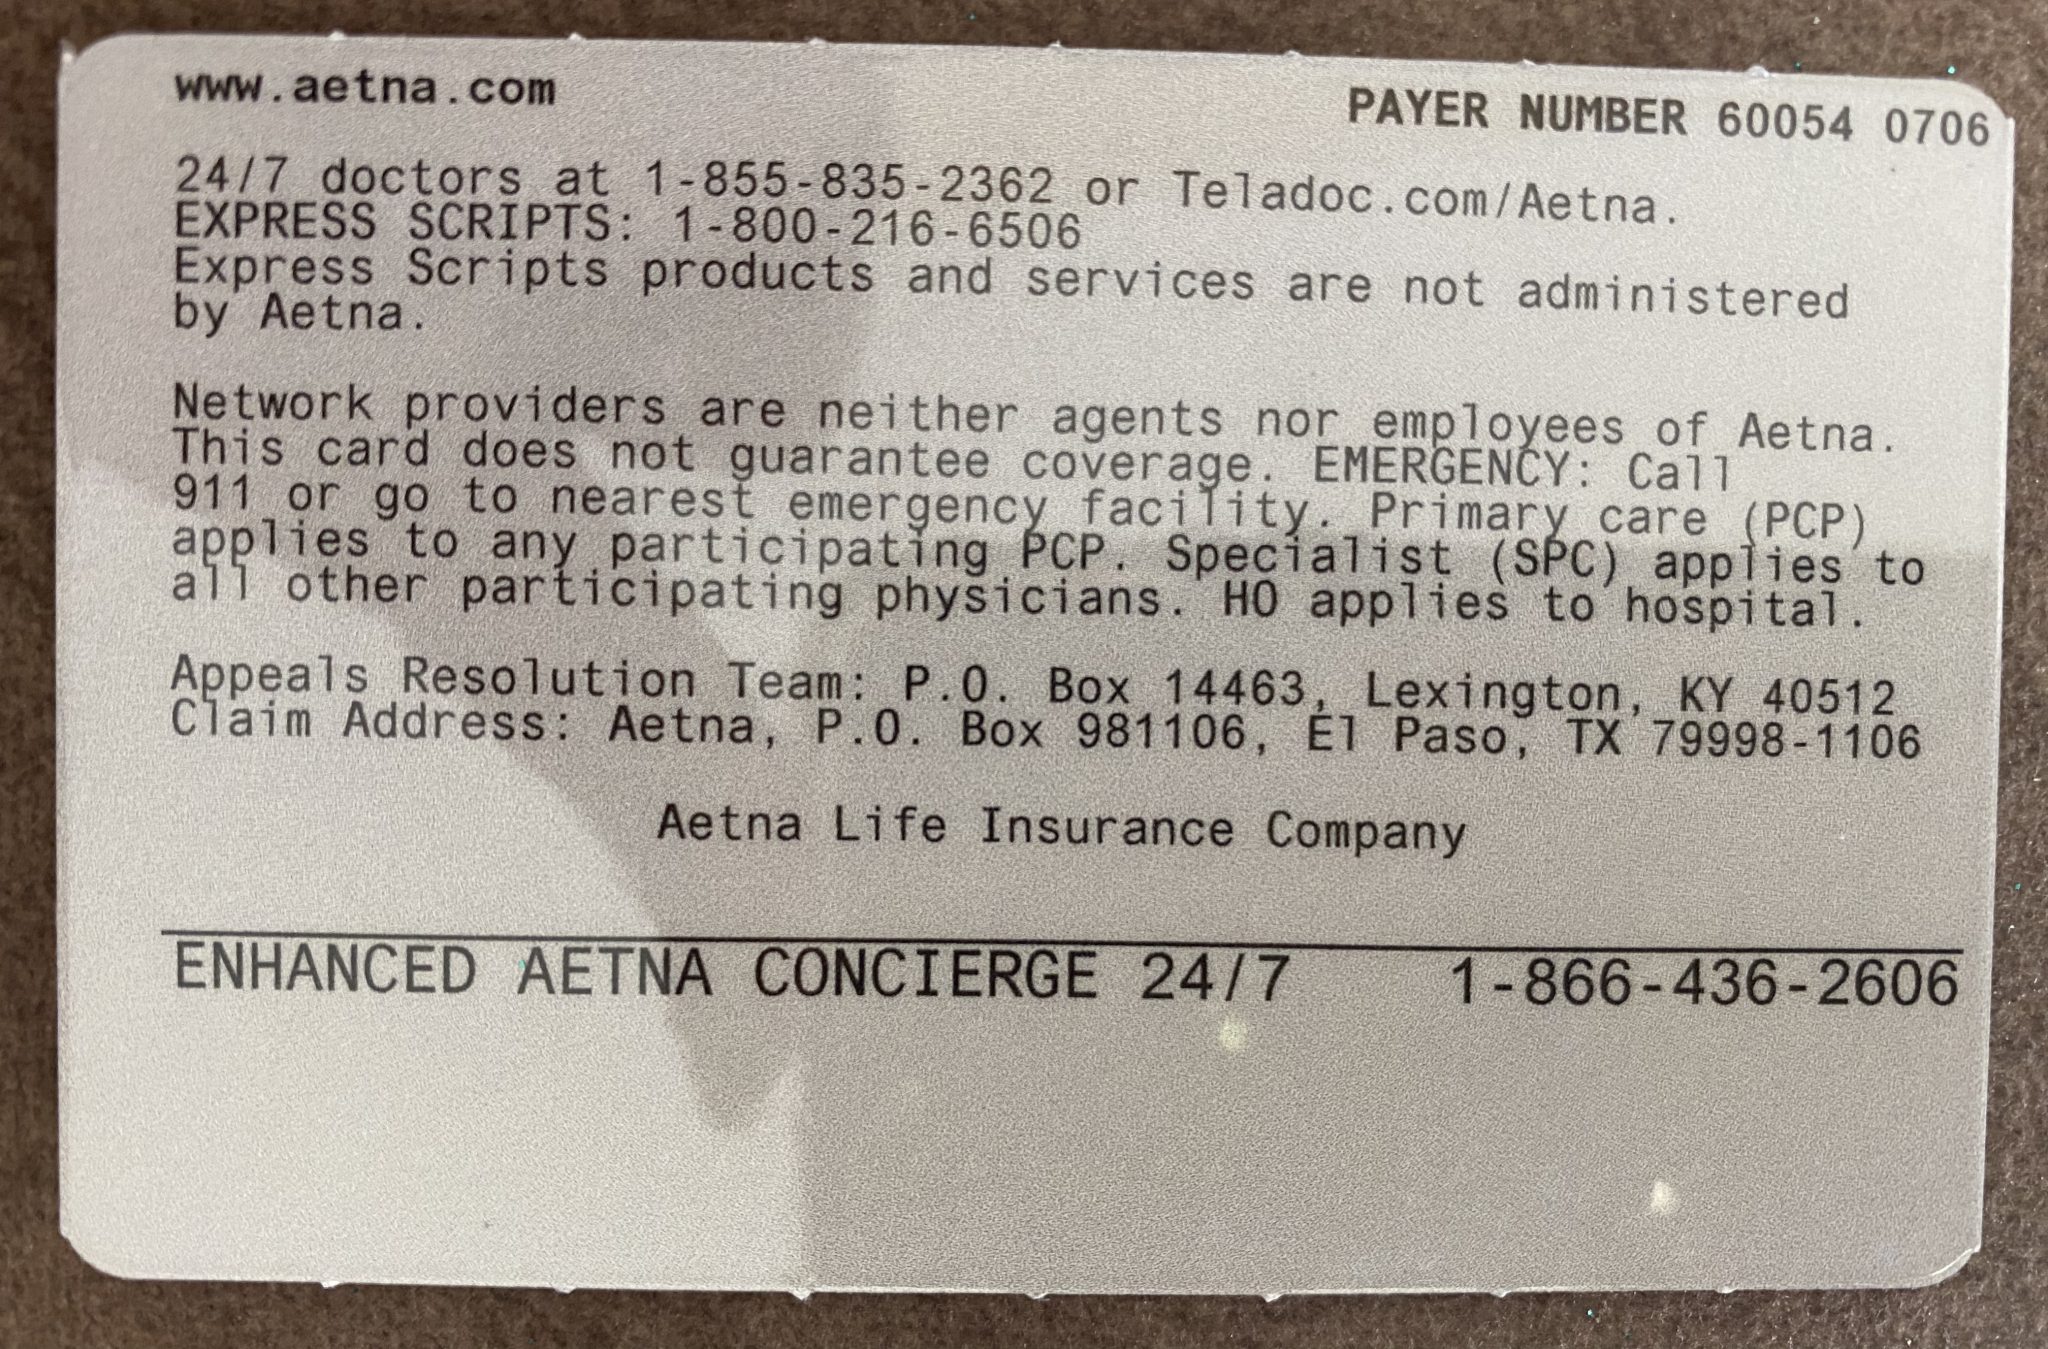 www.aetna.com
PAYER NUMBER 60054 0706
24/7 doctors at 1-855-835-2362 or Teladoc.com/Aetna.
EXPRESS SCRIPTS: 1-800-216-6506
Express Scripts products and services are not administered
by Aetna.
Network providers are neither agents nor employees of Aetna.
This card does not guarantee coverage. EMERGENCY: Call
911 or go to nearest emergency facility. Primary care (PCP)
applies to any participating PCP. Specialist (SPC) applies to
all other participating physicians. HO applies to hospital.
Appeals Resolution Team: P.O. Box 14463, Lexington, KY 40512
Claim Address: Aetna, P.O. Box 981106, El Paso, TX 79998-1106
Aetna Life Insurance Company
ENHANCED AETNA CONCIERGE 24/7 1-866-436-2606